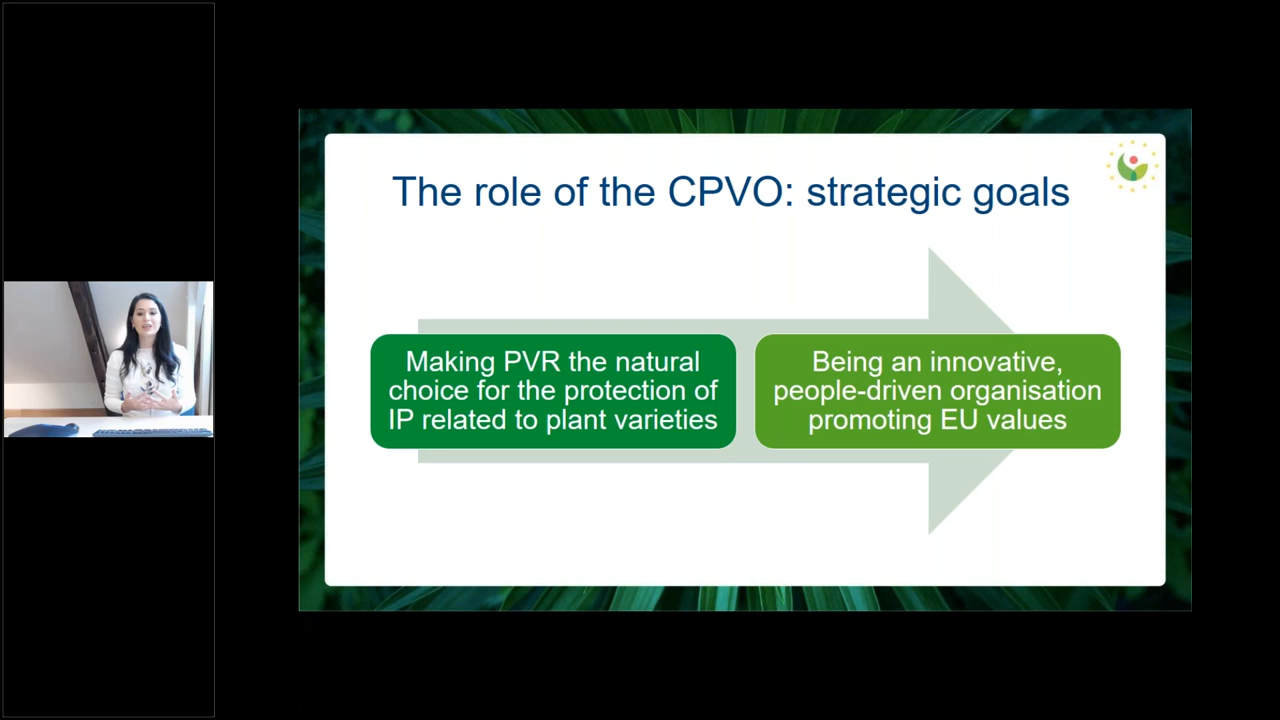 The role of the CPVO: strategic goals
Making PVR the natural
choice for the protection of
IP related to plant varieties
Being an innovative,
people-driven organisation
promoting EU values